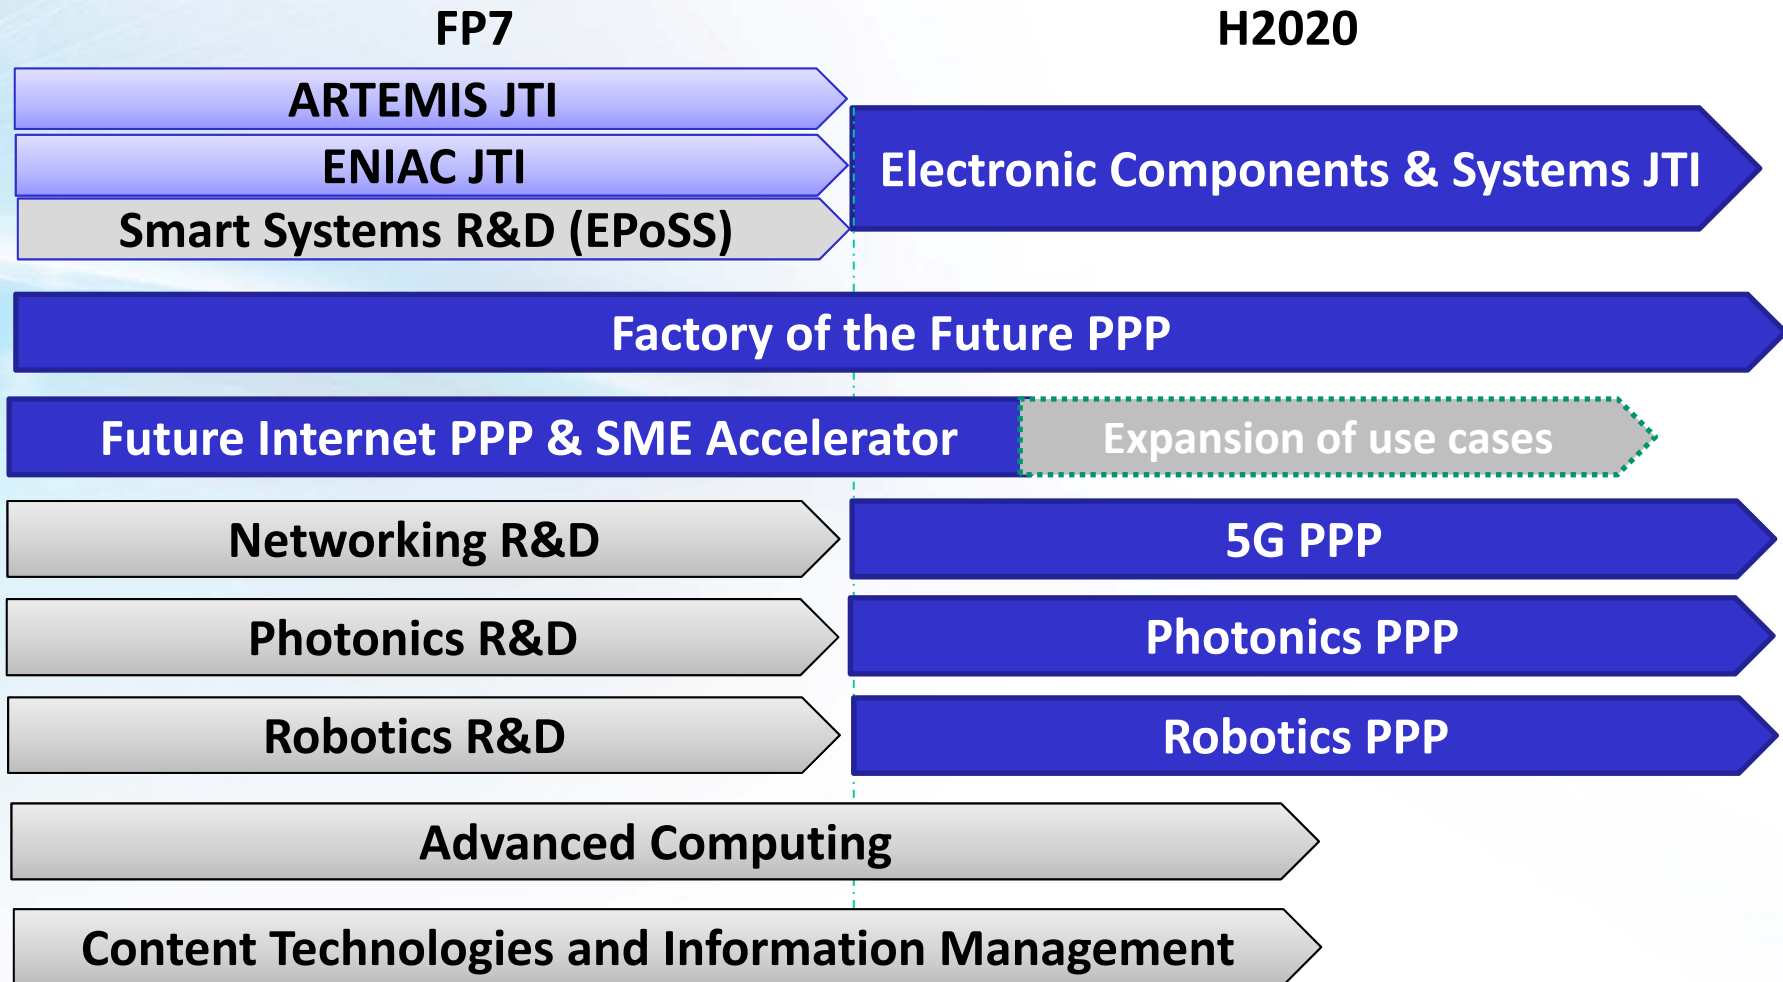 FP7
H2020
ARTEMIS JTI
ENIAC JTI
Smart Systems R&D (EPoSS)
Electronic Components & Systems JTI
Factory of the Future PPP
Future Internet PPP & SME Accelerator
Expansion of use cases
Networking R&D
5G PPP
Photonics R&D
Photonics PPP
Robotics R&D
Robotics PPP
Advanced Computing
Content Technologies and Information Management